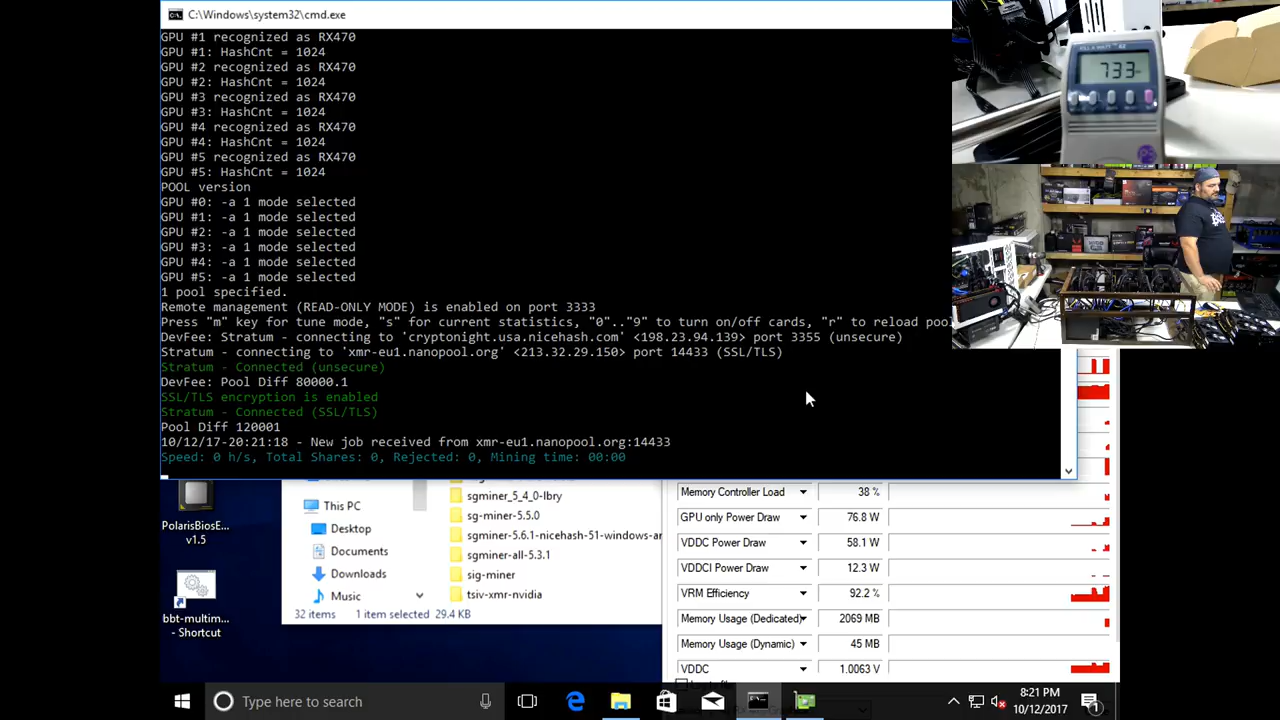 C:\Windows\system32\cmd.exe
GPU #1 recognized as RX470
GPU #1: HashCnt = 1024
GPU #2 recognized as RX470
GPU #2: HashCnt = 1024
GPU #3 recognized as RX470
GPU #3: HashCnt = 1024
GPU #4 recognized as RX470
GPU #4: HashCnt = 1024
GPU #5 recognized as RX470
GPU #5: HashCnt = 1024
POOL version
GPU #0: -a 1 mode selected
GPU #1: -a 1 mode selected
GPU #2: -a 1 mode selected
GPU #3: -a 1 mode selected
GPU #4: -a 1 mode selected
GPU #5: -a 1 mode selected
1 pool specified.
Remote management (READ-ONLY MODE) is enabled on port 3333
Press "m" key for tune mode, "s" for current statistics, "0".."9" to turn on/off cards, "r" to reload pool
DevFee: Stratum - connecting to 'cryptonight.usa.nicehash.com' <198.23.94.139> port 3355 (unsecure)
Stratum - connecting to 'xmr-eu1.nanopool.org' <213.32.29.150> port 14433 (SSL/TLS)
Stratum - Connected (unsecure)
DevFee: Pool Diff 80000.1
SSL/TLS encryption is enabled
Stratum - Connected (SSL/TLS)
Pool Diff 120001
10/12/17-20:21:18 - New job received from xmr-eu1.nanopool.org:14433
Speed: 0 h/s, Total Shares: 0, Rejected: 0, Mining time: 00:00
733
PolarisBiosE...
v1.5
bbt-multim...
- Shortcut
This PC
Desktop
Documents
Downloads
Music
sgminer_5_4_0-lbry
sg-miner-5.5.0
sgminer-5.6.1-nicehash-51-windows-ar
sgminer-all-5.3.1
sig-miner
tsiv-xmr-nvidia
32 items 1 item selected 29.4 KB
Memory Controller Load 38 %
GPU only Power Draw 76.8 W
VDDC Power Draw 58.1 W
VDDCI Power Draw 12.3 W
VRM Efficiency 92.2 %
Memory Usage (Dedicated) 2069 MB
Memory Usage (Dynamic) 45 MB
VDDC 1.0063 V
Type here to search
8:21 PM
10/12/2017
1